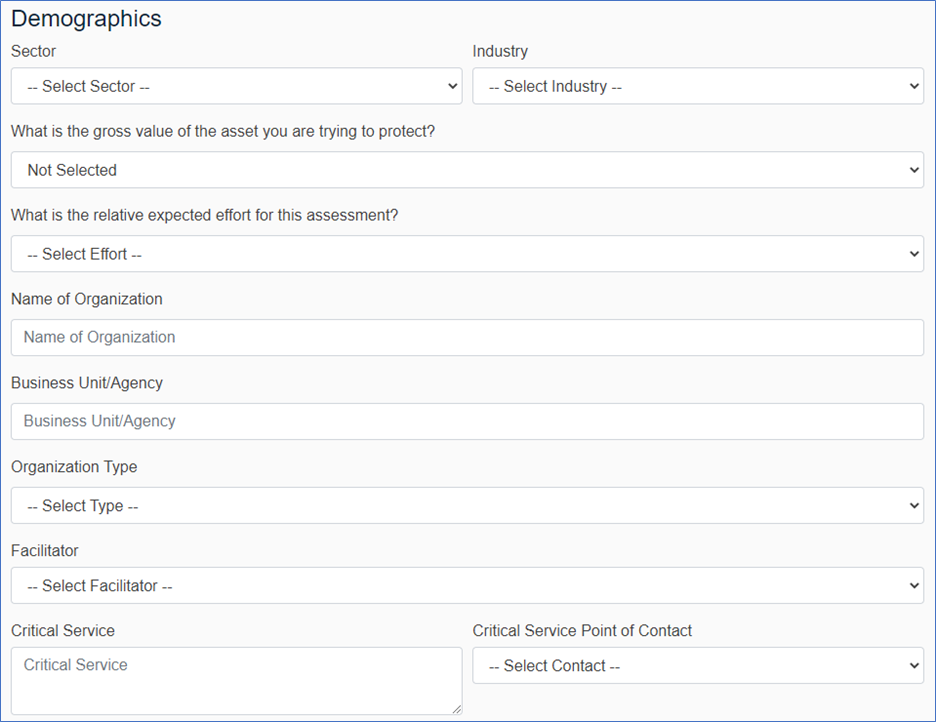 Demographics
Sector
Industry
-- Select Sector --
-- Select Industry --
What is the gross value of the asset you are trying to protect?
Not Selected
What is the relative expected effort for this assessment?
-- Select Effort --
Name of Organization
Name of Organization
Business Unit/Agency
Business Unit/Agency
Organization Type
-- Select Type --
Facilitator
-- Select Facilitator --
Critical Service
Critical Service Point of Contact
Critical Service
-- Select Contact --